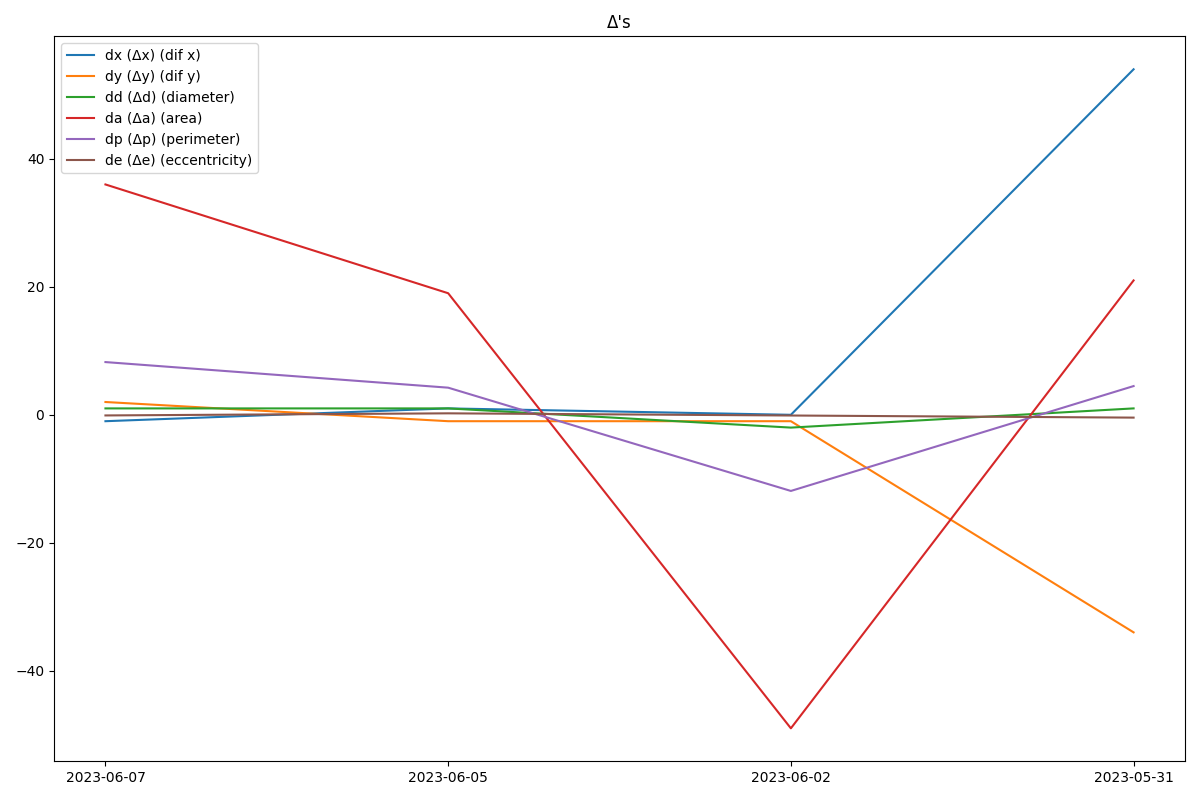 Δ's
dx (Δx) (dif x)
dy (Δy) (dif y)
dd (Δd) (diameter)
da (Δa) (area)
dp (Δp) (perimeter)
de (Δe) (eccentricity)
40
20
0
−20
−40
2023-06-07 2023-06-05 2023-06-02 2023-05-31